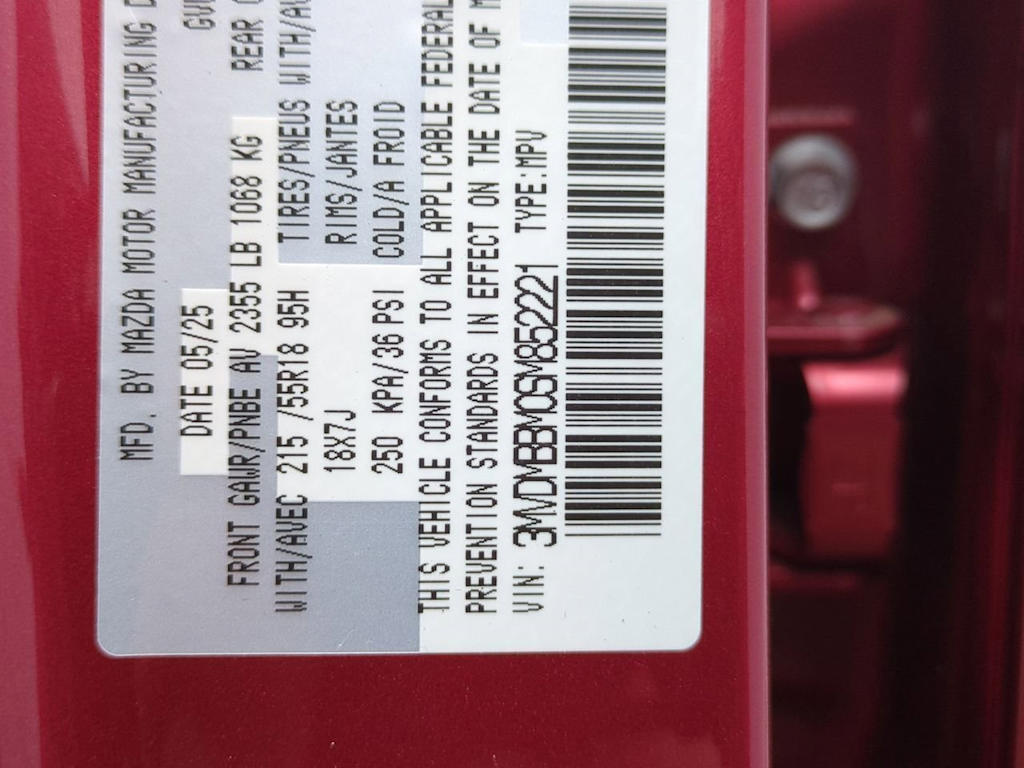 MFD. BY MAZDA MOTOR MANUFACTURING D
GV
DATE 05/25
FRONT GAWR/PNBE AV 2355 LB 1068 KG REAR
WITH/AVEC 215 /55R18 95H TIRES/PNEUS WITH/AV
18X7J RIMS/JANTES
250 KPA/36 PSI COLD/A FROID
THIS VEHICLE CONFORMS TO ALL APPLICABLE FEDERAL
PREVENTION STANDARDS IN EFFECT ON THE DATE OF M
VIN: 3MVDMBBM0SM852221 TYPE:MPV